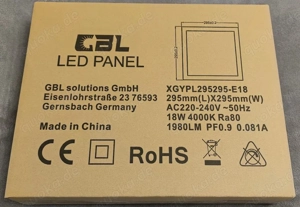 GBL
LED PANEL
GBL solutions GmbH
Eisenlohrstraße 23 76593
Gernsbach Germany
Made in China
XGYPL295295-E18
295mm(L)X295mm(W)
AC220-240V ~50Hz
18W 4000K Ra80
1980LM PF0.9 0.081A
CE RoHS